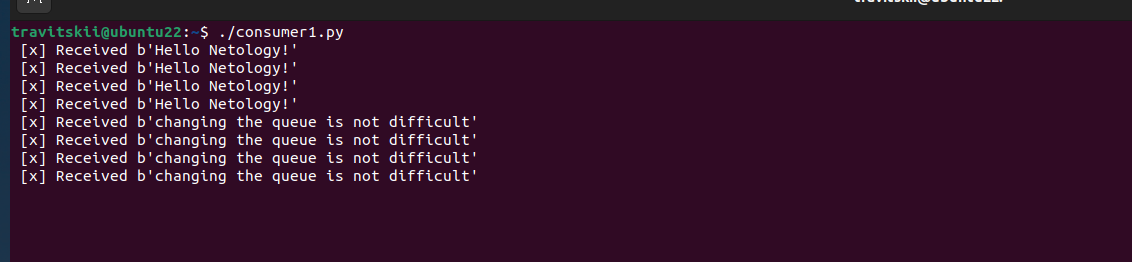 travitskii@ubuntu22:~$ ./consumer1.py
[x] Received b'Hello Netology!'
[x] Received b'Hello Netology!'
[x] Received b'Hello Netology!'
[x] Received b'Hello Netology!'
[x] Received b'changing the queue is not difficult'
[x] Received b'changing the queue is not difficult'
[x] Received b'changing the queue is not difficult'
[x] Received b'changing the queue is not difficult'